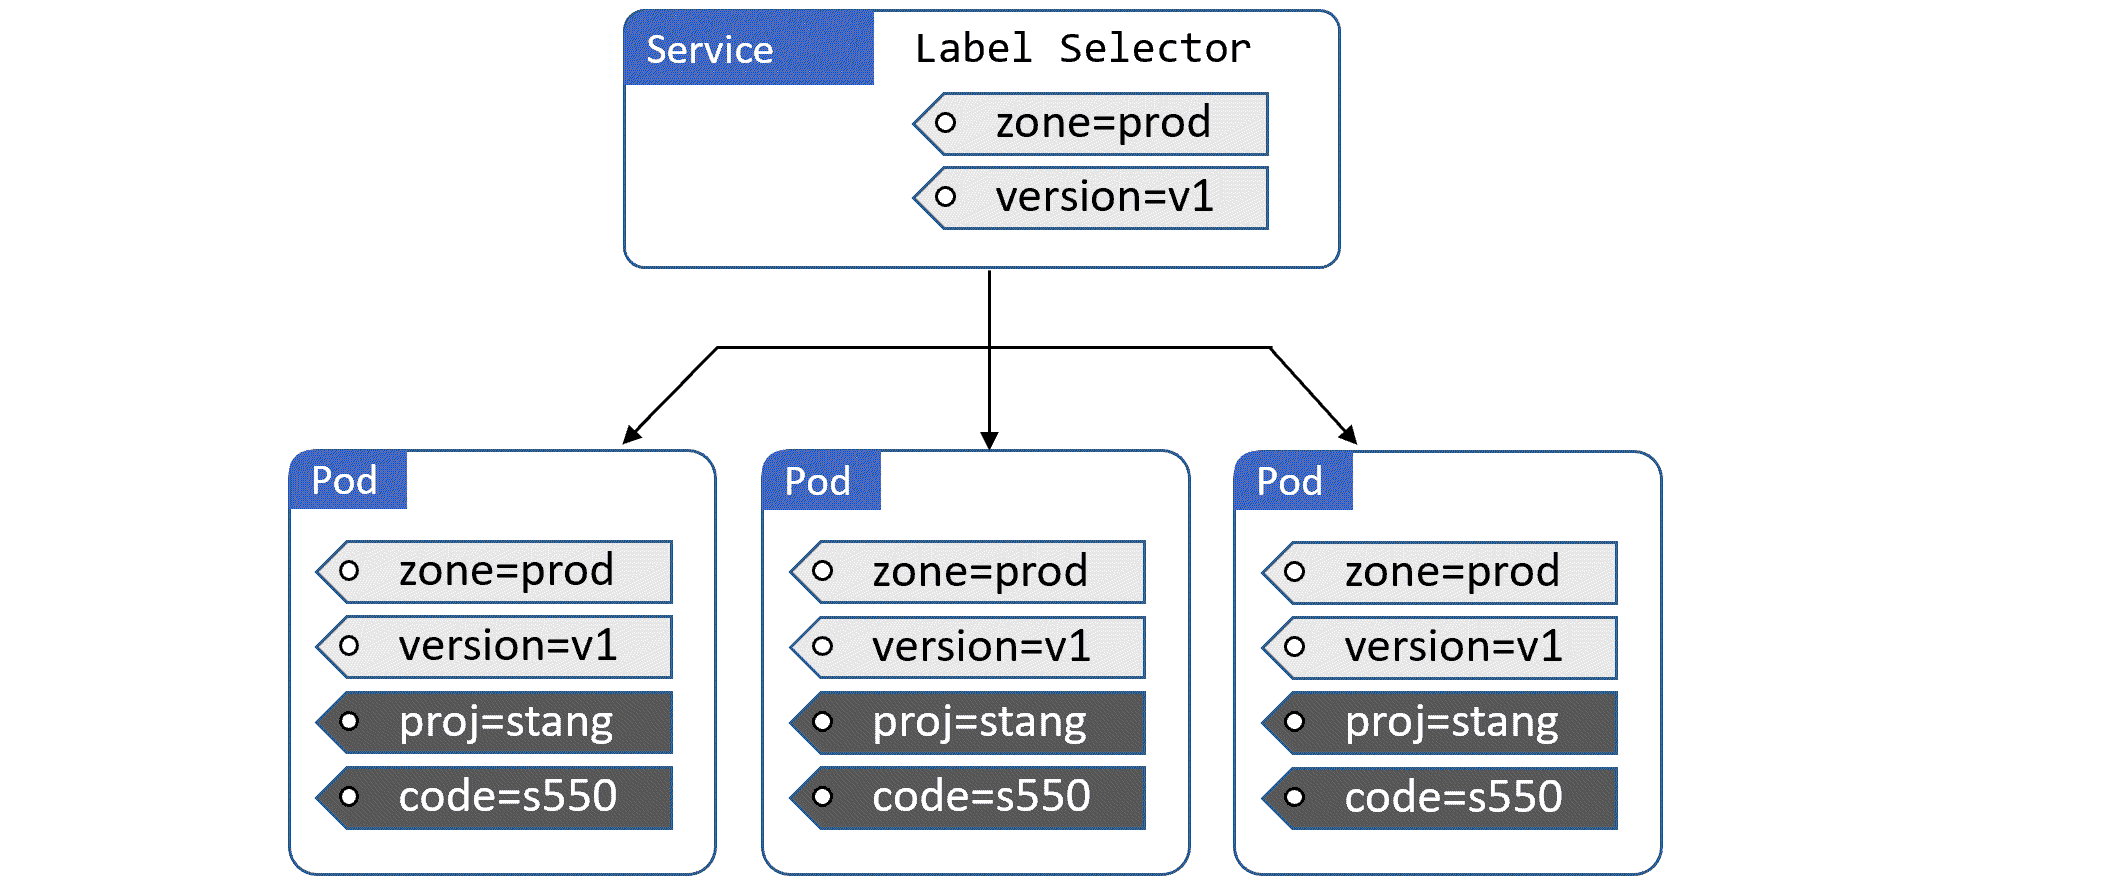 Service
Label Selector
zone=prod
version=v1
Pod
zone=prod
version=v1
proj=stang
code=s550
Pod
zone=prod
version=v1
proj=stang
code=s550
Pod
zone=prod
version=v1
proj=stang
code=s550